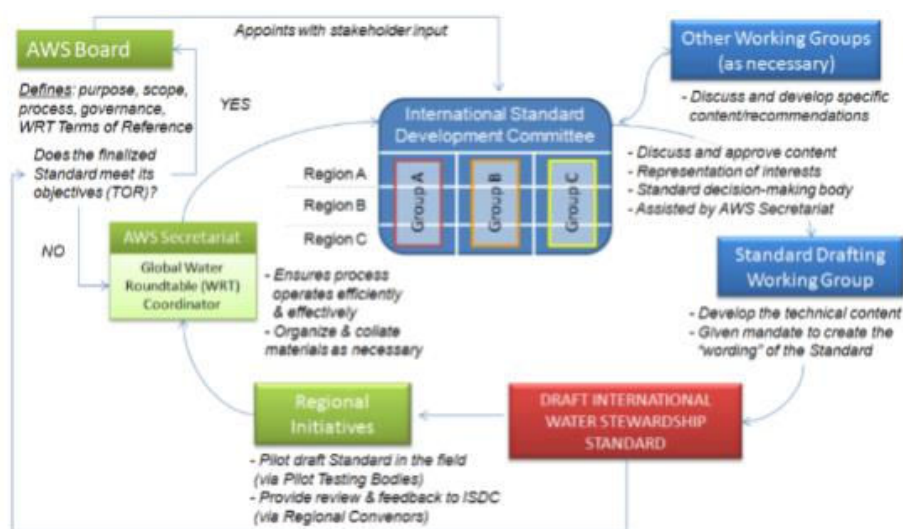 Appoints with stakeholder input
AWS Board
Defines: purpose, scope,
process, governance,
WRT Terms of Reference
YES
Does the finalized
Standard meet its
objectives (TOR)?
NO
International Standard
Development Committee
Region A
Region B
Region C
Group A
Group B
Group C
Other Working Groups
(as necessary)
- Discuss and develop specific
content/recommendations
- Discuss and approve content
- Representation of interests
- Standard decision-making body
- Assisted by AWS Secretariat
AWS Secretariat
Global Water
Roundtable (WRT)
Coordinator
- Ensures process
operates efficiently
& effectively
- Organize & collate
materials as necessary
Standard Drafting
Working Group
- Develop the technical content
- Given mandate to create the
"wording" of the Standard
Regional
Initiatives
- Pilot draft Standard in the field
(via Pilot Testing Bodies)
- Provide review & feedback to ISDC
(via Regional Convenors)
DRAFT INTERNATIONAL
WATER STEWARDSHIP
STANDARD